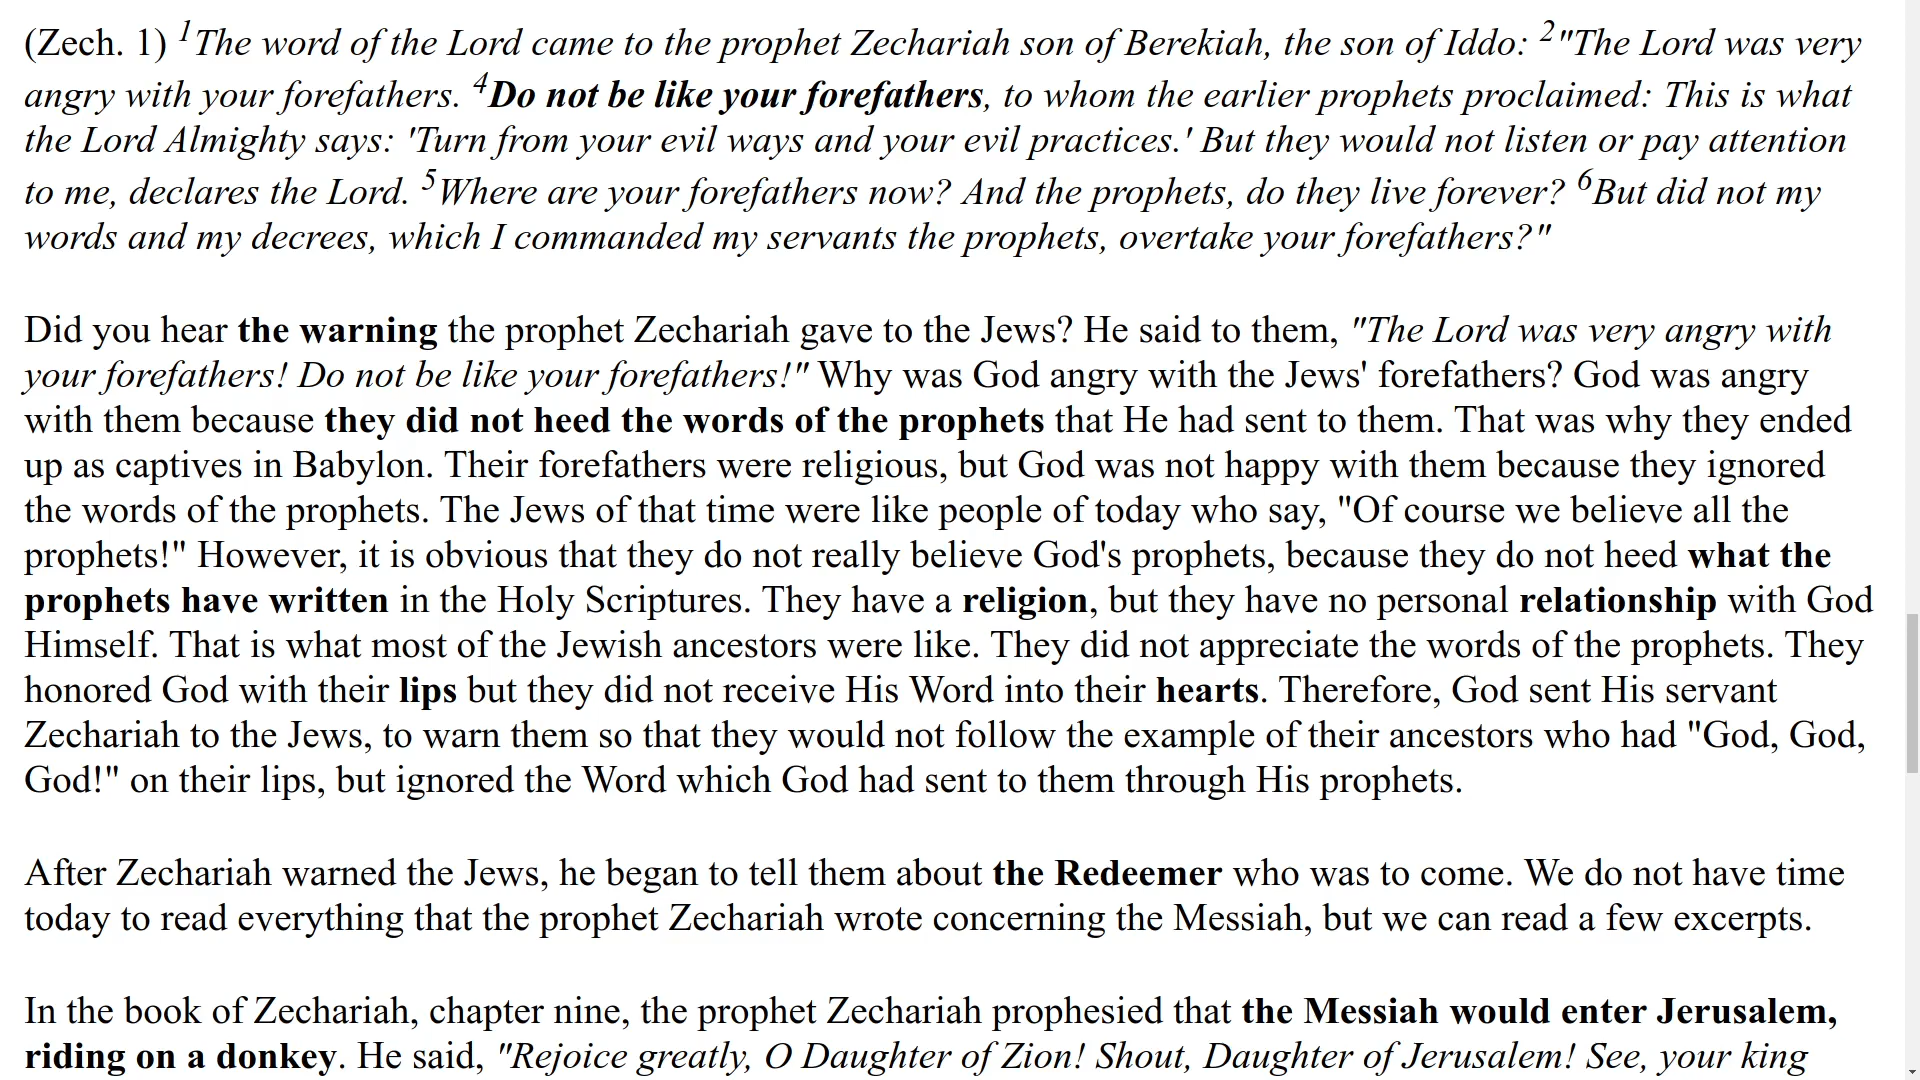 (Zech. 1) 1The word of the Lord came to the prophet Zechariah son of Berekiah, the son of Iddo: 2"The Lord was very
angry with your forefathers. 4Do not be like your forefathers, to whom the earlier prophets proclaimed: This is what
the Lord Almighty says: 'Turn from your evil ways and your evil practices.' But they would not listen or pay attention
to me, declares the Lord. 5Where are your forefathers now? And the prophets, do they live forever? 6But did not my
words and my decrees, which I commanded my servants the prophets, overtake your forefathers?"
Did you hear the warning the prophet Zechariah gave to the Jews? He said to them, "The Lord was very angry with
your forefathers! Do not be like your forefathers!" Why was God angry with the Jews' forefathers? God was angry
with them because they did not heed the words of the prophets that He had sent to them. That was why they ended
up as captives in Babylon. Their forefathers were religious, but God was not happy with them because they ignored
the words of the prophets. The Jews of that time were like people of today who say, "Of course we believe all the
prophets!" However, it is obvious that they do not really believe God's prophets, because they do not heed what the
prophets have written in the Holy Scriptures. They have a religion, but they have no personal relationship with God
Himself. That is what most of the Jewish ancestors were like. They did not appreciate the words of the prophets. They
honored God with their lips but they did not receive His Word into their hearts. Therefore, God sent His servant
Zechariah to the Jews, to warn them so that they would not follow the example of their ancestors who had "God, God,
God!" on their lips, but ignored the Word which God had sent to them through His prophets.
After Zechariah warned the Jews, he began to tell them about the Redeemer who was to come. We do not have time
today to read everything that the prophet Zechariah wrote concerning the Messiah, but we can read a few excerpts.
In the book of Zechariah, chapter nine, the prophet Zechariah prophesied that the Messiah would enter Jerusalem,
riding on a donkey. He said, "Rejoice greatly, O Daughter of Zion! Shout, Daughter of Jerusalem! See, your king